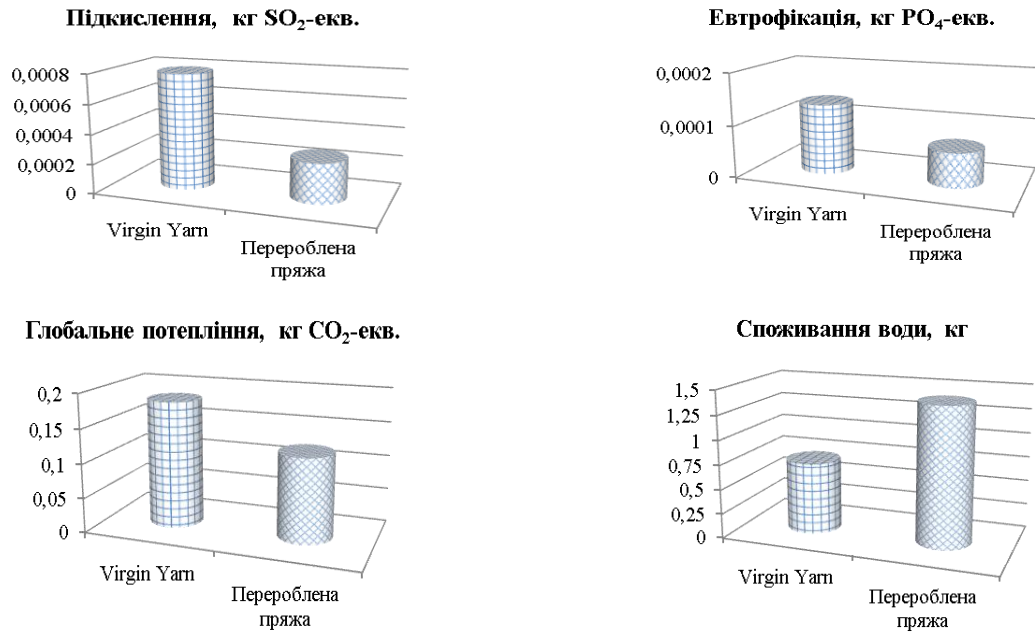 Підкислення, кг SO₂-екв.
0,0008
0,0006
0,0004
0,0002
0
Virgin Yarn
Перероблена
пряжа
Евтрофікація, кг PO₄-екв.
0,0002
0,0001
0
Virgin Yarn
Перероблена
пряжа
Глобальне потепління, кг CO₂-екв.
0,2
0,15
0,1
0,05
0
Virgin Yarn
Перероблена
пряжа
Споживання води, кг
1,5
1,25
1
0,75
0,5
0,25
0
Virgin Yarn
Перероблена
пряжа